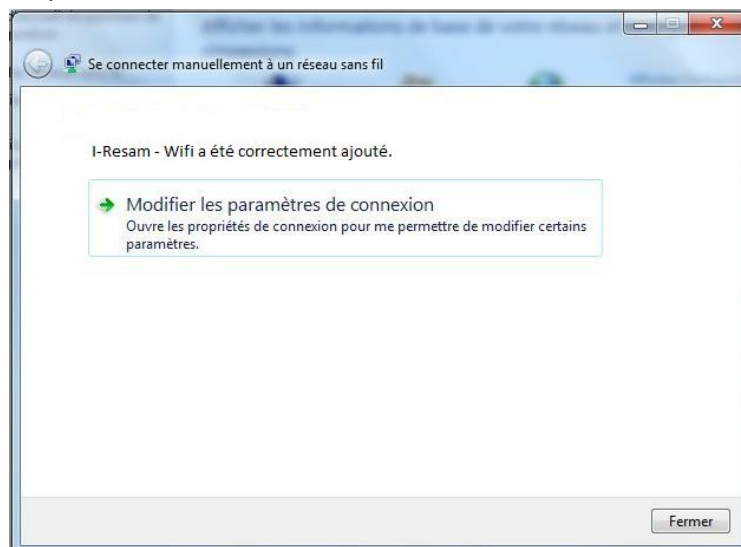 Se connecter manuellement à un réseau sans fil
I-Resam - Wifi a été correctement ajouté.
Modifier les paramètres de connexion
Ouvre les propriétés de connexion pour me permettre de modifier certains
paramètres.
Fermer